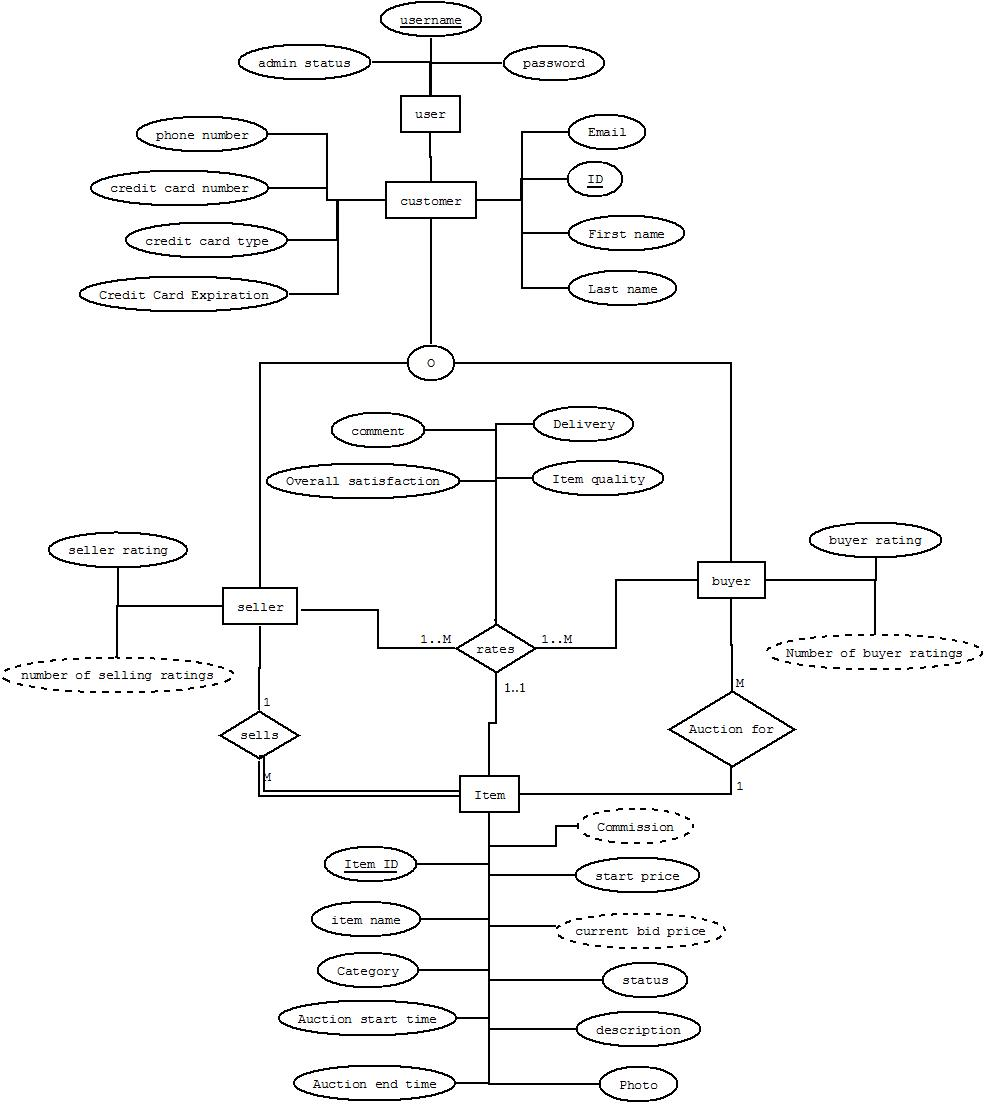 username
admin status
password
user
phone number
Email
credit card number
ID
customer
credit card type
First name
Credit Card Expiration
Last name
O
comment
Delivery
Overall satisfaction
Item quality
seller rating
buyer rating
seller
buyer
1..M
rates
1..M
number of selling ratings
Number of buyer ratings
1..1
M
1
sells
Auction for
M
1
Item
Commission
Item ID
start price
item name
current bid price
Category
status
Auction start time
description
Auction end time
Photo